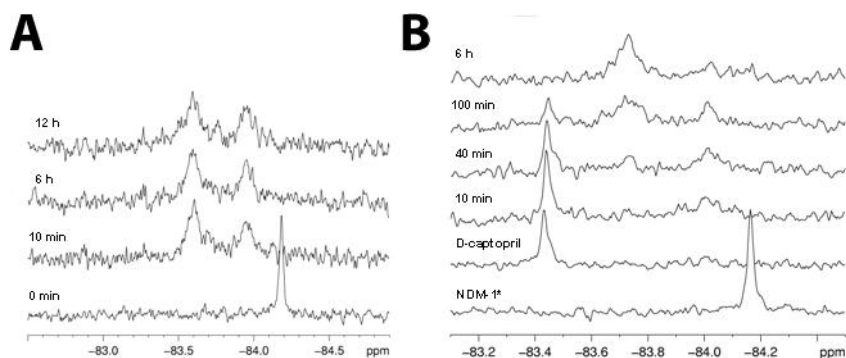 A
12 h
6 h
10 min
0 min
−83.0 −83.5 −84.0 −84.5 ppm
B
6 h
100 min
40 min
10 min
D-captopril
NDM-1*
−83.2 −83.4 −83.6 −83.8 −84.0 −84.2 ppm